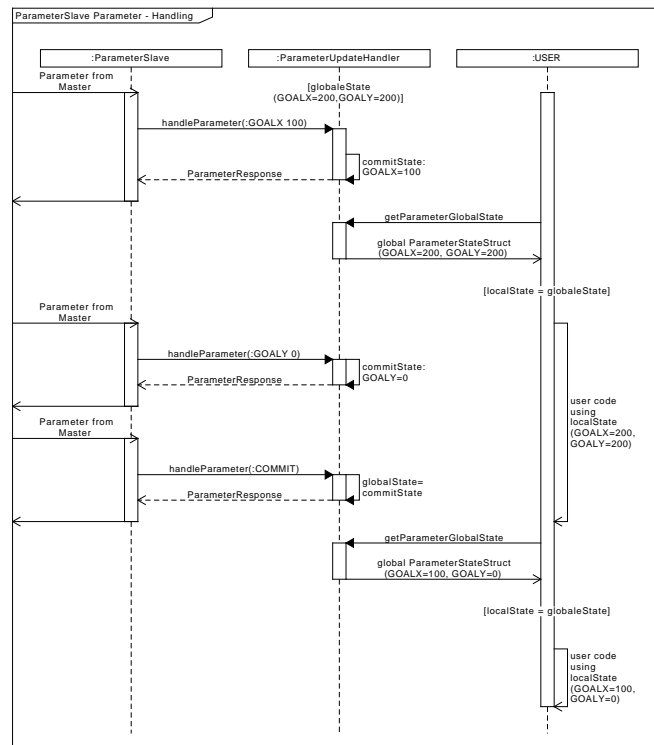 ParameterSlave Parameter - Handling
:ParameterSlave
:ParameterUpdateHandler
:USER
Parameter from
Master
[globaleState
(GOALX=200,GOALY=200)]
handleParameter(:GOALX 100)
commitState:
GOALX=100
ParameterResponse
getParameterGlobalState
global ParameterStateStruct
(GOALX=200, GOALY=200)
[localState = globaleState]
Parameter from
Master
handleParameter(:GOALY 0)
commitState:
GOALY=0
ParameterResponse
user code
using
localState
(GOALX=200,
GOALY=200)
Parameter from
Master
handleParameter(:COMMIT)
globalState=
commitState
ParameterResponse
getParameterGlobalState
global ParameterStateStruct
(GOALX=100, GOALY=0)
[localState = globaleState]
user code
using
localState
(GOALX=100,
GOALY=0)